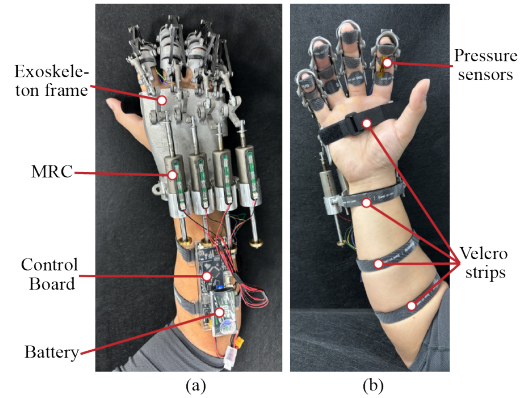 Exoskele-
ton frame
MRC
Control
Board
Battery
Pressure
sensors
Velcro
strips
(a)
(b)